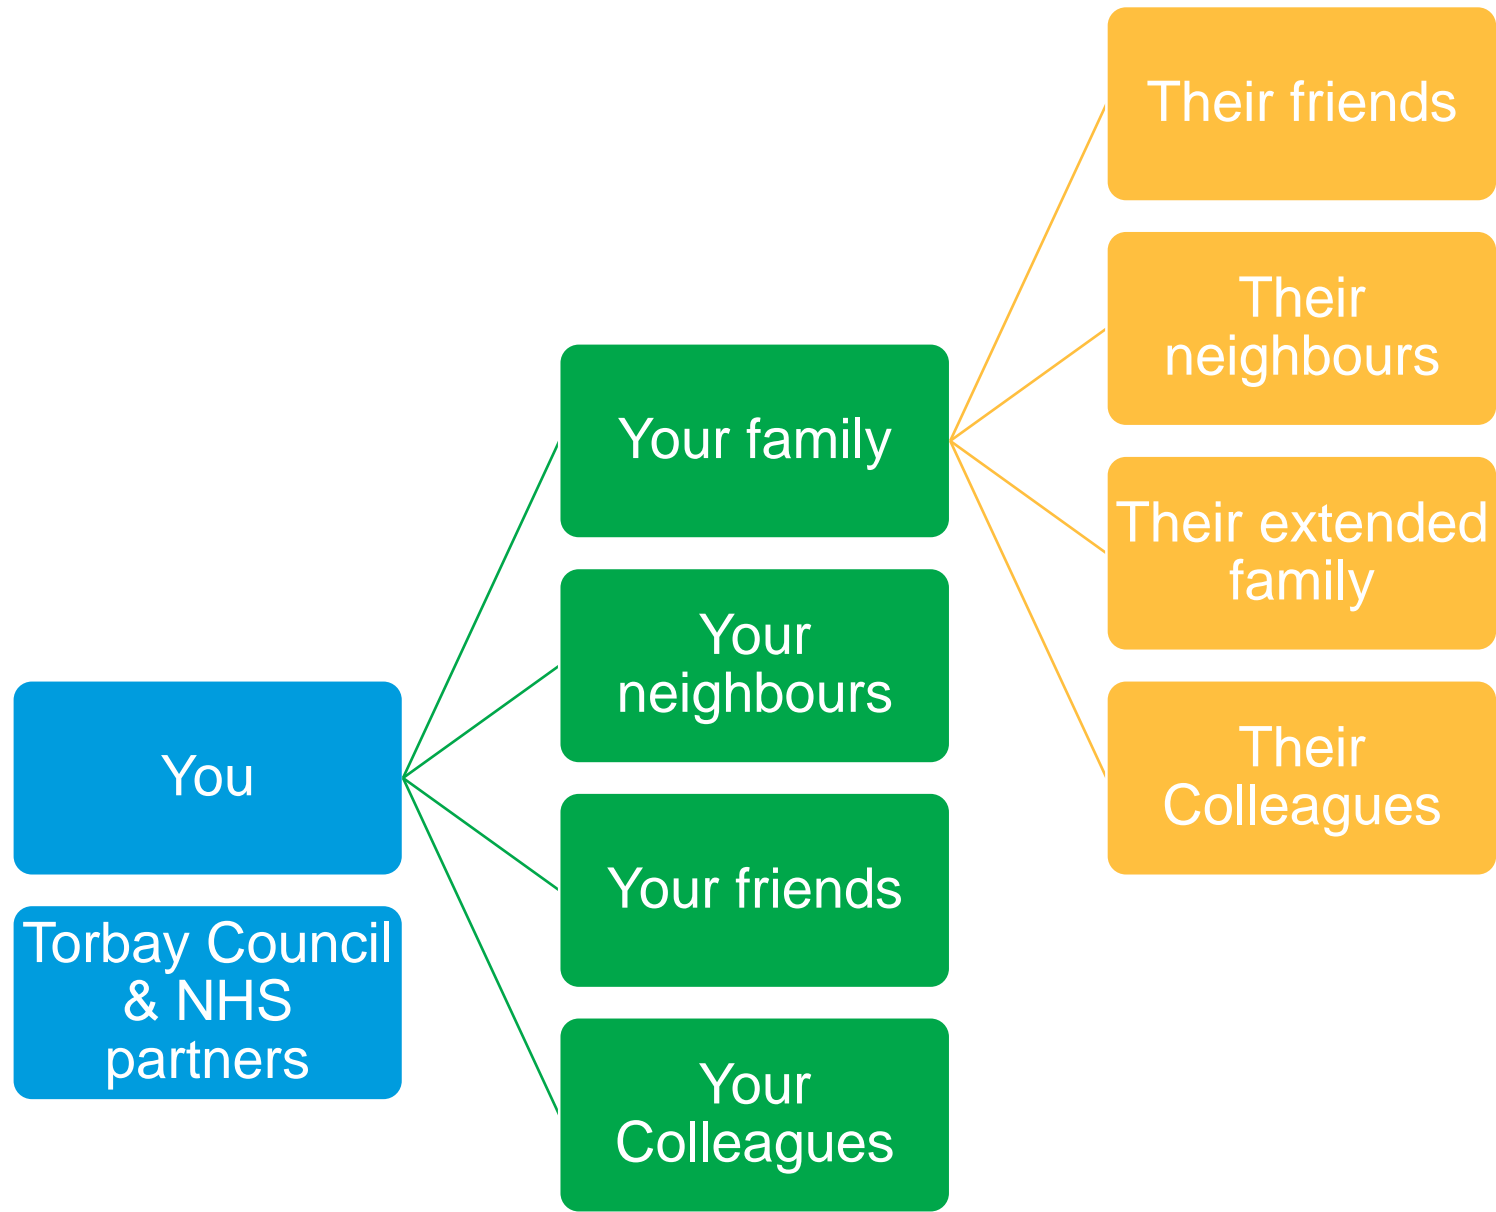 You
Torbay Council
& NHS
partners
Your family
Your
neighbours
Your friends
Your
Colleagues
Their friends
Their
neighbours
Their extended
family
Their
Colleagues